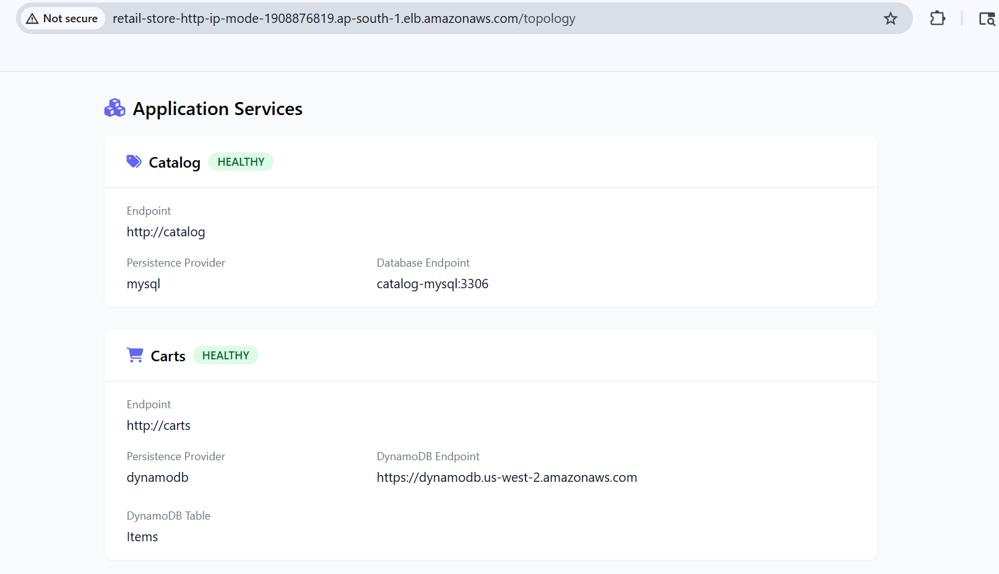 Not secure retail-store-http-ip-mode-1908876819.ap-south-1.elb.amazonaws.com/topology
Application Services
Catalog HEALTHY
Endpoint
http://catalog
Persistence Provider Database Endpoint
mysql catalog-mysql:3306
Carts HEALTHY
Endpoint
http://carts
Persistence Provider DynamoDB Endpoint
dynamodb https://dynamodb.us-west-2.amazonaws.com
DynamoDB Table
Items